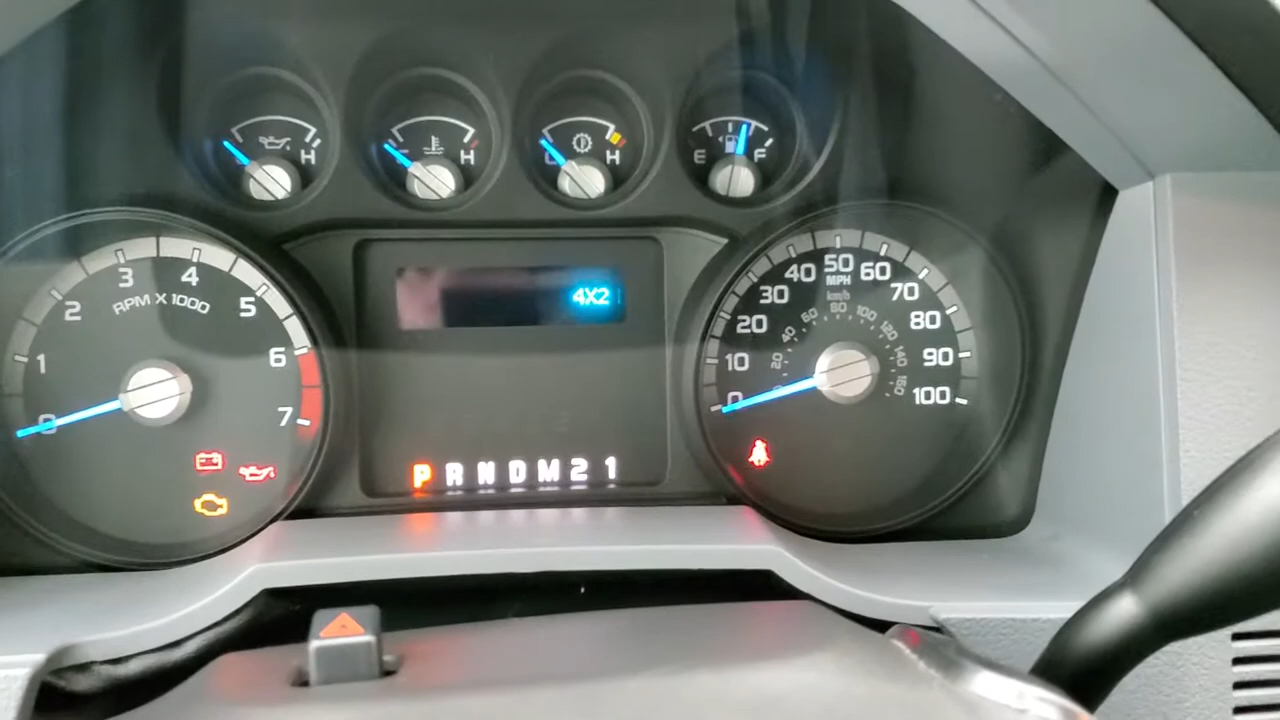 H
H
C H
E F
0 1 2 3 4 5 6 7
RPM X 1000
4X2
P R N D M 2 1
0 10 20 30 40 50 60 70 80 90 100
MPH
km/h
20 40 60 80 100 120 140 160